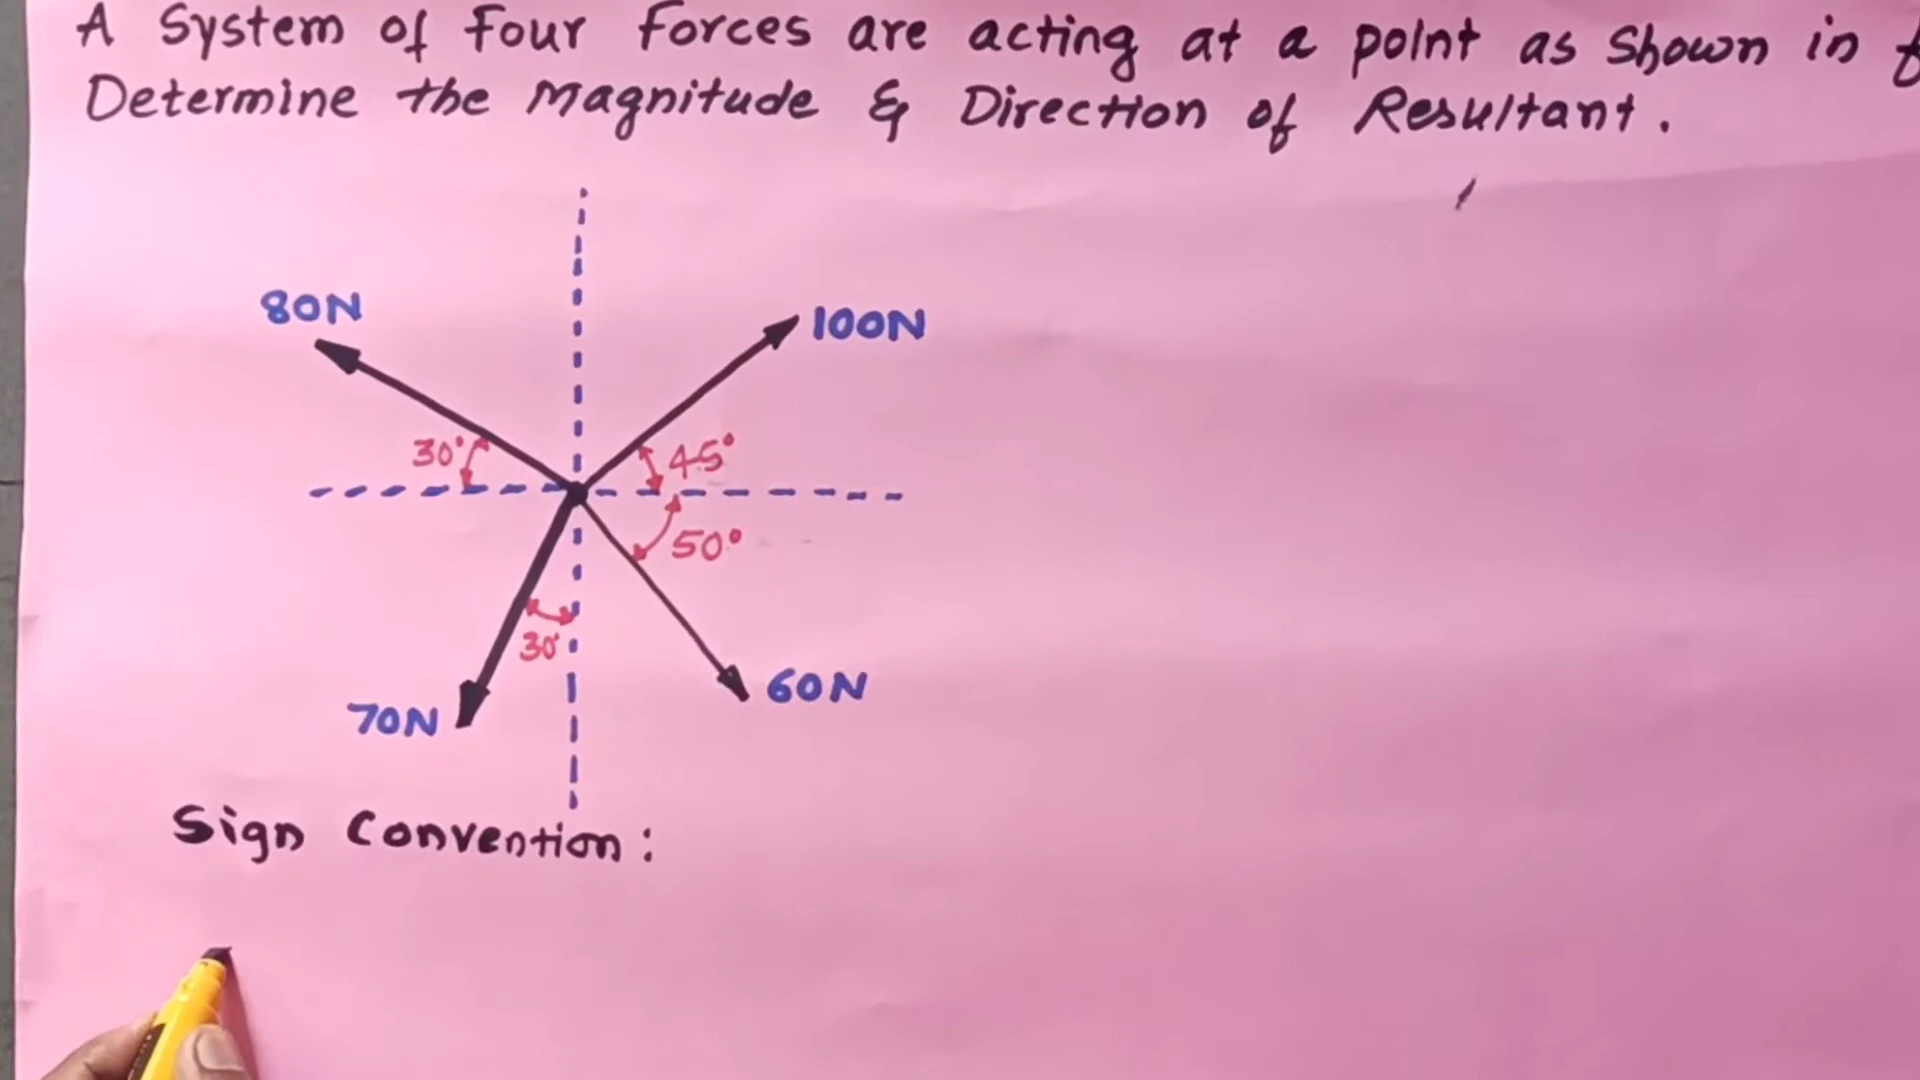 A System of Four Forces are acting at a point as Shown in
Determine the Magnitude & Direction of Resultant.
80N
100N
30°
45°
50°
30°
70N
60N
Sign Convention: